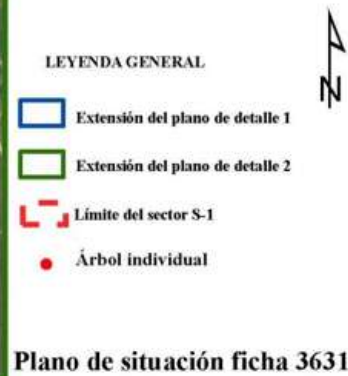 N
LEYENDA GENERAL
Extensión del plano de detalle 1
Extensión del plano de detalle 2
Límite del sector S-1
Árbol individual
Plano de situación ficha 3631